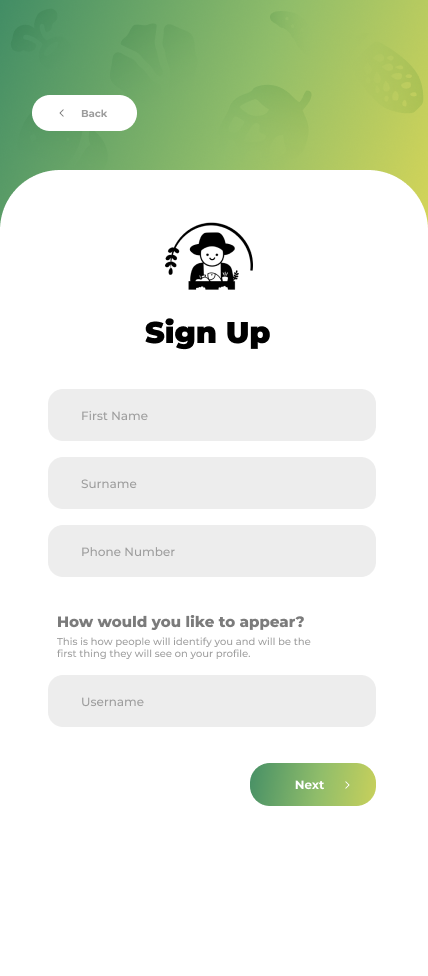 Back
Sign Up
First Name
Surname
Phone Number
How would you like to appear?
This is how people will identify you and will be the
first thing they will see on your profile.
Username
Next